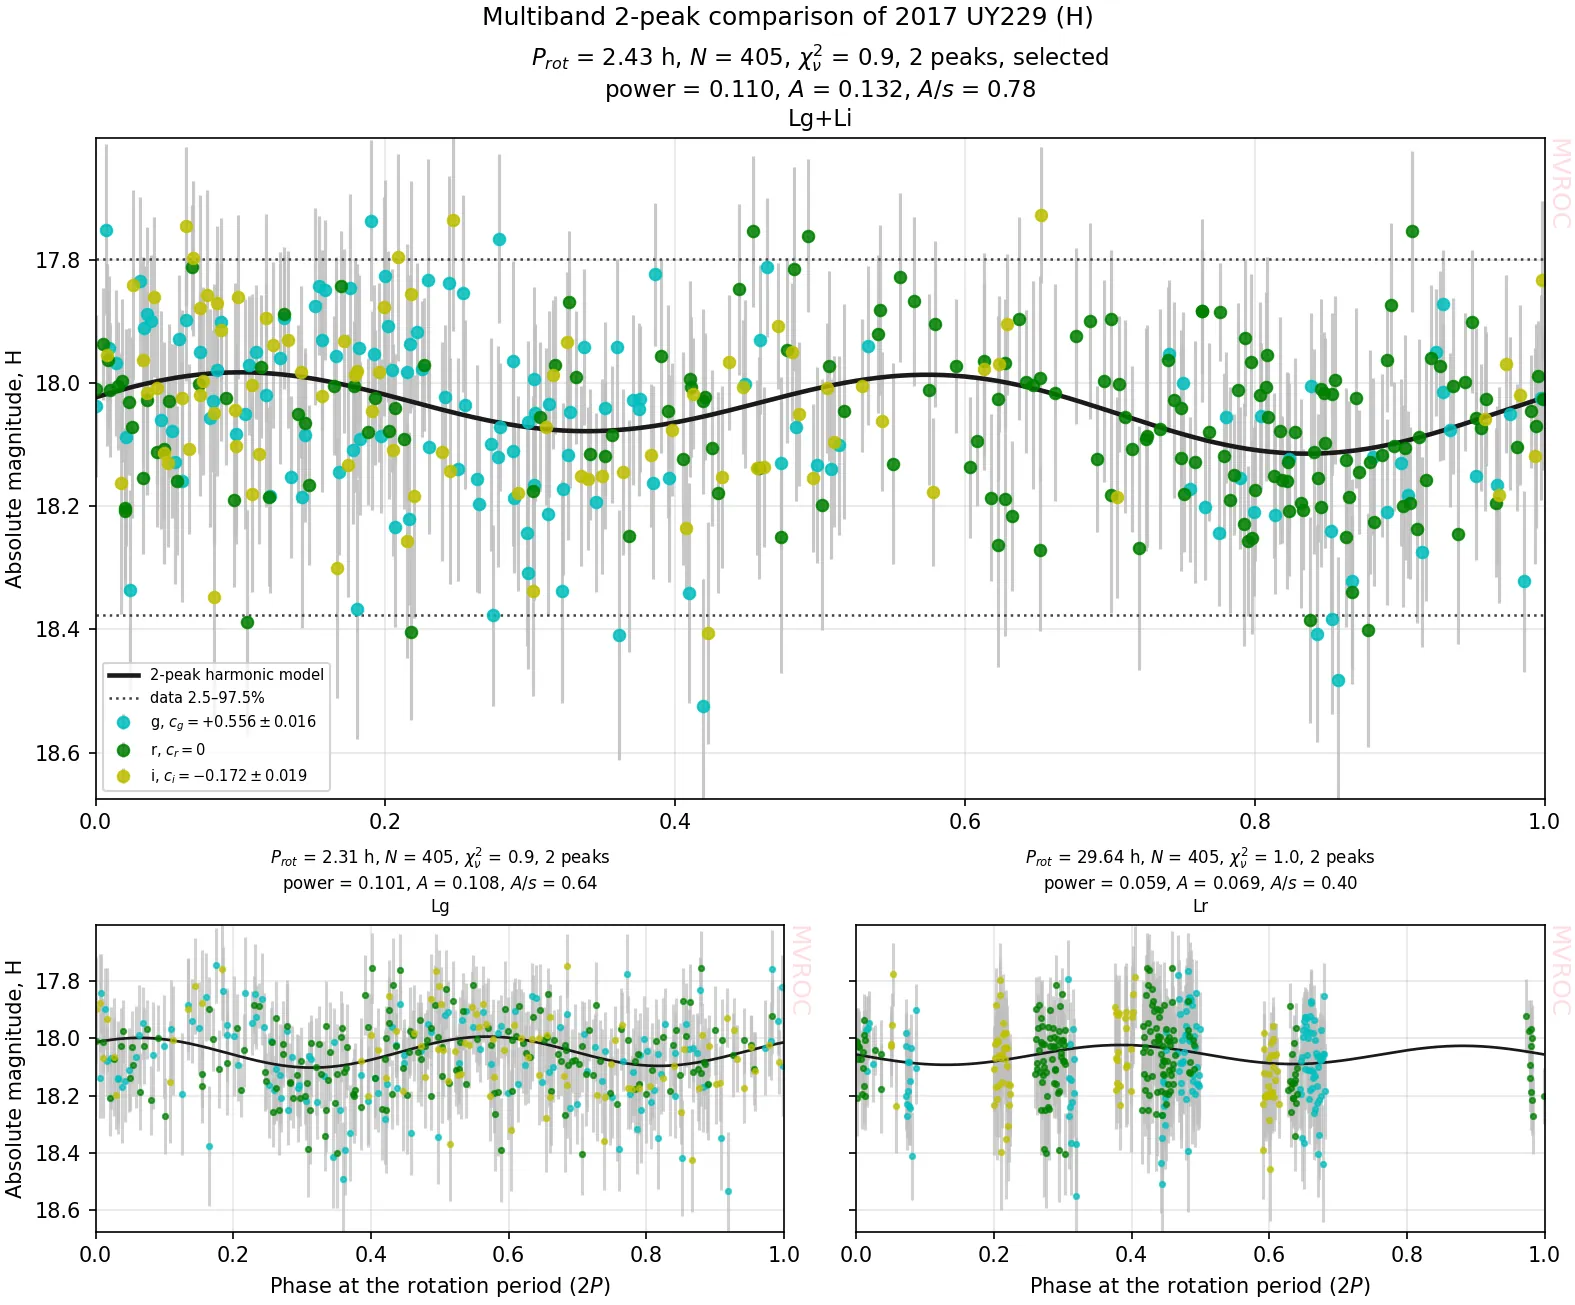 Multiband 2-peak comparison of 2017 UY229 (H)
P_rot = 2.43 h, N = 405, χ²_ν = 0.9, 2 peaks, selected
power = 0.110, A = 0.132, A/s = 0.78
Lg+Li
MVROC
Absolute magnitude, H
17.8
18.0
18.2
18.4
18.6
2-peak harmonic model
data 2.5–97.5%
g, c_g = +0.556 ± 0.016
r, c_r = 0
i, c_i = −0.172 ± 0.019
0.0 0.2 0.4 0.6 0.8 1.0
P_rot = 2.31 h, N = 405, χ²_ν = 0.9, 2 peaks
power = 0.101, A = 0.108, A/s = 0.64
Lg
MVROC
Absolute magnitude, H
17.8
18.0
18.2
18.4
18.6
0.0 0.2 0.4 0.6 0.8 1.0
Phase at the rotation period (2P)
P_rot = 29.64 h, N = 405, χ²_ν = 1.0, 2 peaks
power = 0.059, A = 0.069, A/s = 0.40
Lr
MVROC
0.0 0.2 0.4 0.6 0.8 1.0
Phase at the rotation period (2P)